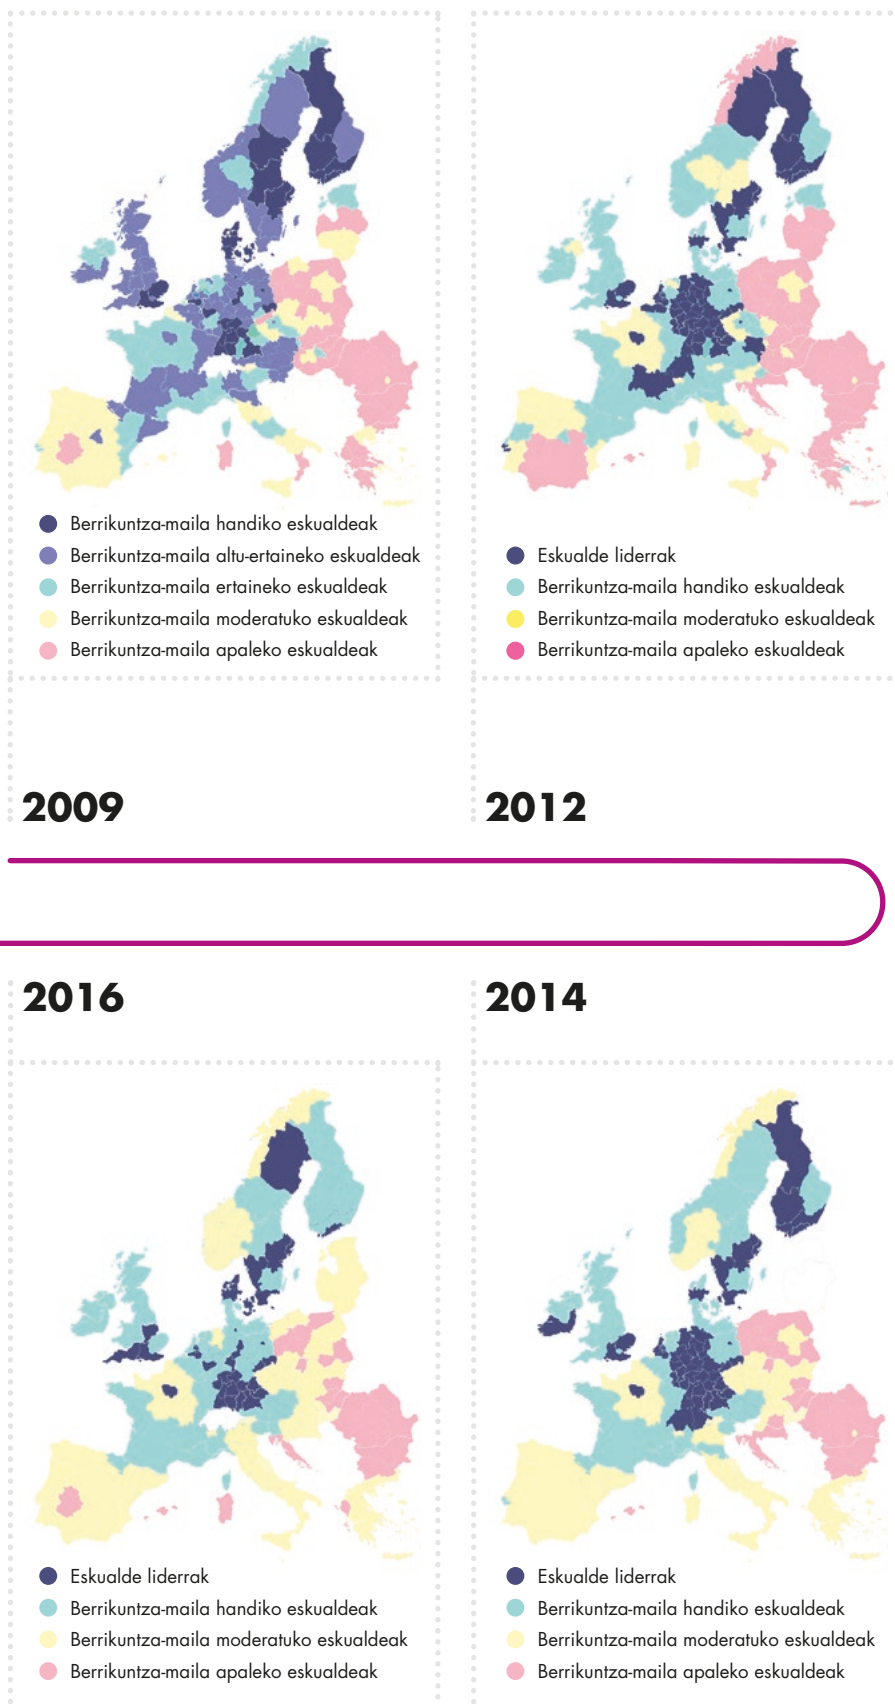 Berrikuntza-maila handiko eskualdeak
Berrikuntza-maila altu-ertaineko eskualdeak
Berrikuntza-maila ertaineko eskualdeak
Berrikuntza-maila moderatuko eskualdeak
Berrikuntza-maila apaleko eskualdeak
2009
Eskualde liderrak
Berrikuntza-maila handiko eskualdeak
Berrikuntza-maila moderatuko eskualdeak
Berrikuntza-maila apaleko eskualdeak
2012
2016
Eskualde liderrak
Berrikuntza-maila handiko eskualdeak
Berrikuntza-maila moderatuko eskualdeak
Berrikuntza-maila apaleko eskualdeak
2014
Eskualde liderrak
Berrikuntza-maila handiko eskualdeak
Berrikuntza-maila moderatuko eskualdeak
Berrikuntza-maila apaleko eskualdeak